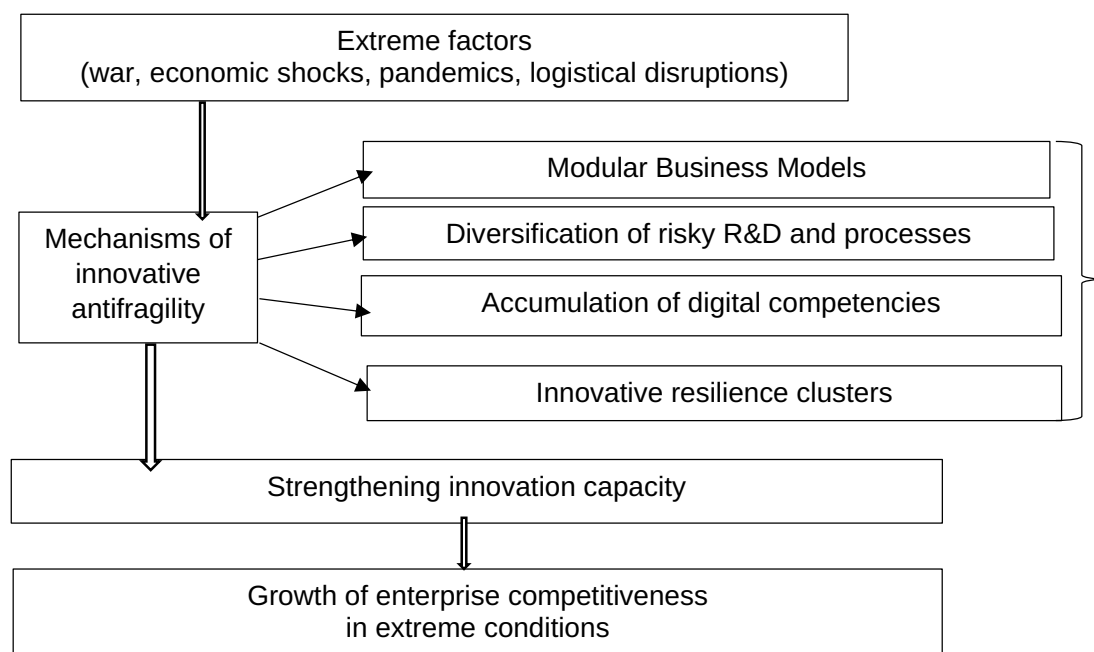 Extreme factors
(war, economic shocks, pandemics, logistical disruptions)
Modular Business Models
Mechanisms of
innovative
antifragility
Diversification of risky R&D and processes
Accumulation of digital competencies
Innovative resilience clusters
Strengthening innovation capacity
Growth of enterprise competitiveness
in extreme conditions